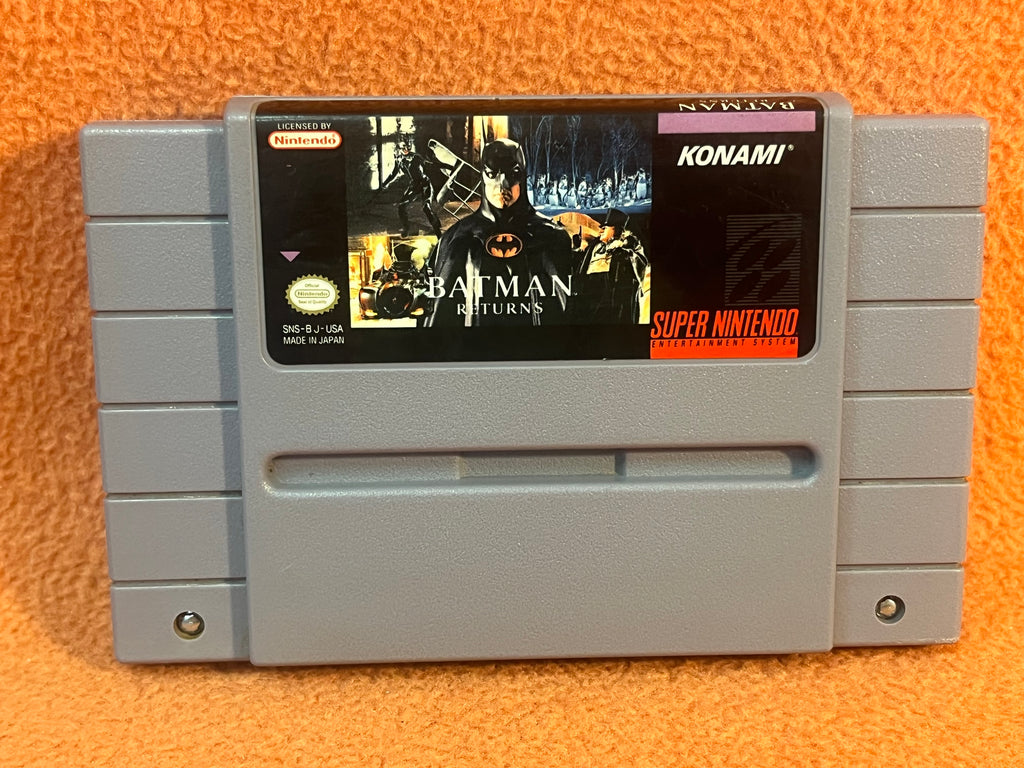 BATMAN
LICENSED BY
Nintendo
KONAMI®
BATMAN
RETURNS
Official
Nintendo
Seal of Quality
SNS-BJ-USA
MADE IN JAPAN
SUPER NINTENDO
ENTERTAINMENT SYSTEM